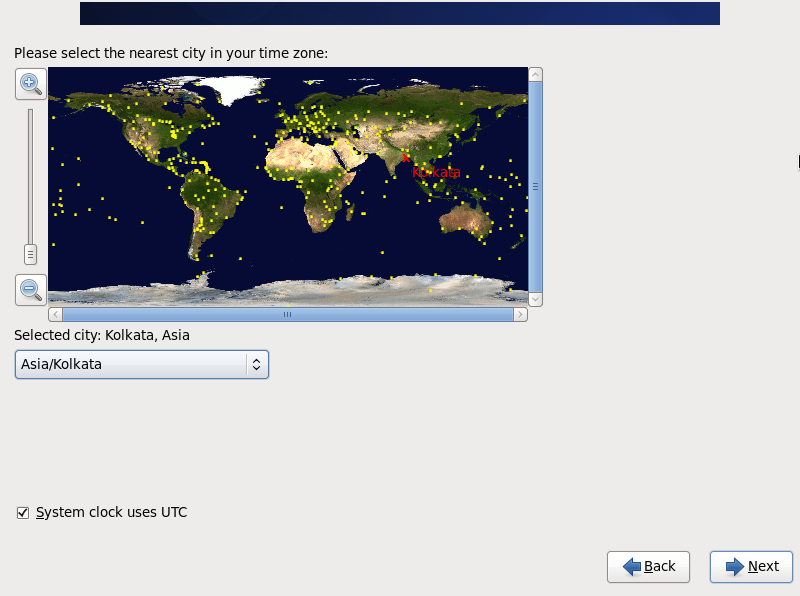 Please select the nearest city in your time zone:
Kolkata
Selected city: Kolkata, Asia
Asia/Kolkata
System clock uses UTC
Back
Next